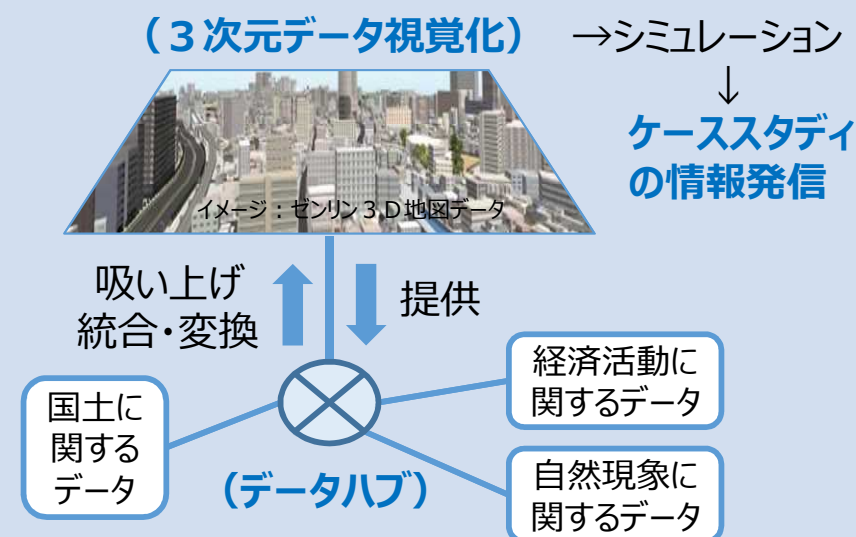 （３次元データ視覚化） →シミュレーション
↓
ケーススタディ
の情報発信
イメージ：ゼンリン３Ｄ地図データ
吸い上げ
統合・変換
提供
経済活動に
関するデータ
国土に
関する
データ
（データハブ）
自然現象に
関するデータ